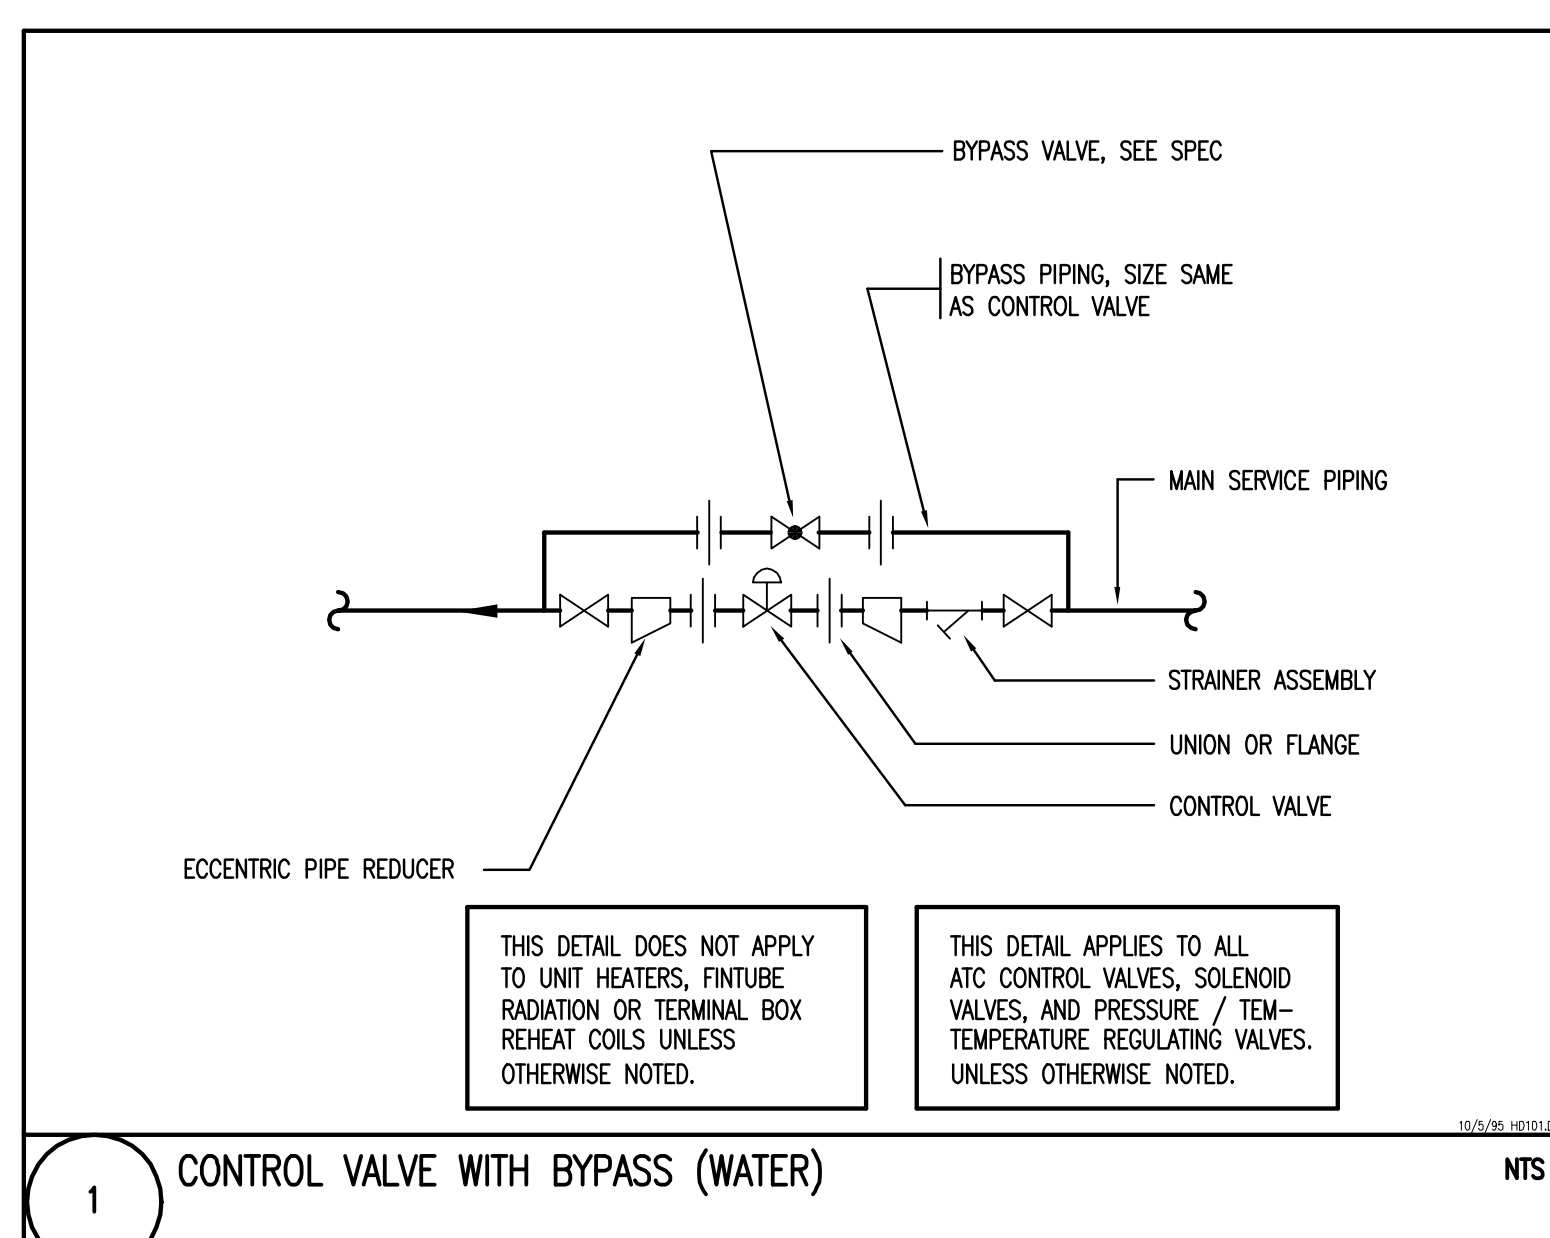 BYPASS VALVE, SEE SPEC
BYPASS PIPING, SIZE SAME
AS CONTROL VALVE
MAIN SERVICE PIPING
STRAINER ASSEMBLY
UNION OR FLANGE
CONTROL VALVE
ECCENTRIC PIPE REDUCER
THIS DETAIL DOES NOT APPLY
TO UNIT HEATERS, FINTUBE
RADIATION OR TERMINAL BOX
REHEAT COILS UNLESS
OTHERWISE NOTED.
THIS DETAIL APPLIES TO ALL
ATC CONTROL VALVES, SOLENOID
VALVES, AND PRESSURE / TEM-
TEMPERATURE REGULATING VALVES.
UNLESS OTHERWISE NOTED.
10/5/95 HD101.
1
CONTROL VALVE WITH BYPASS (WATER)
NTS